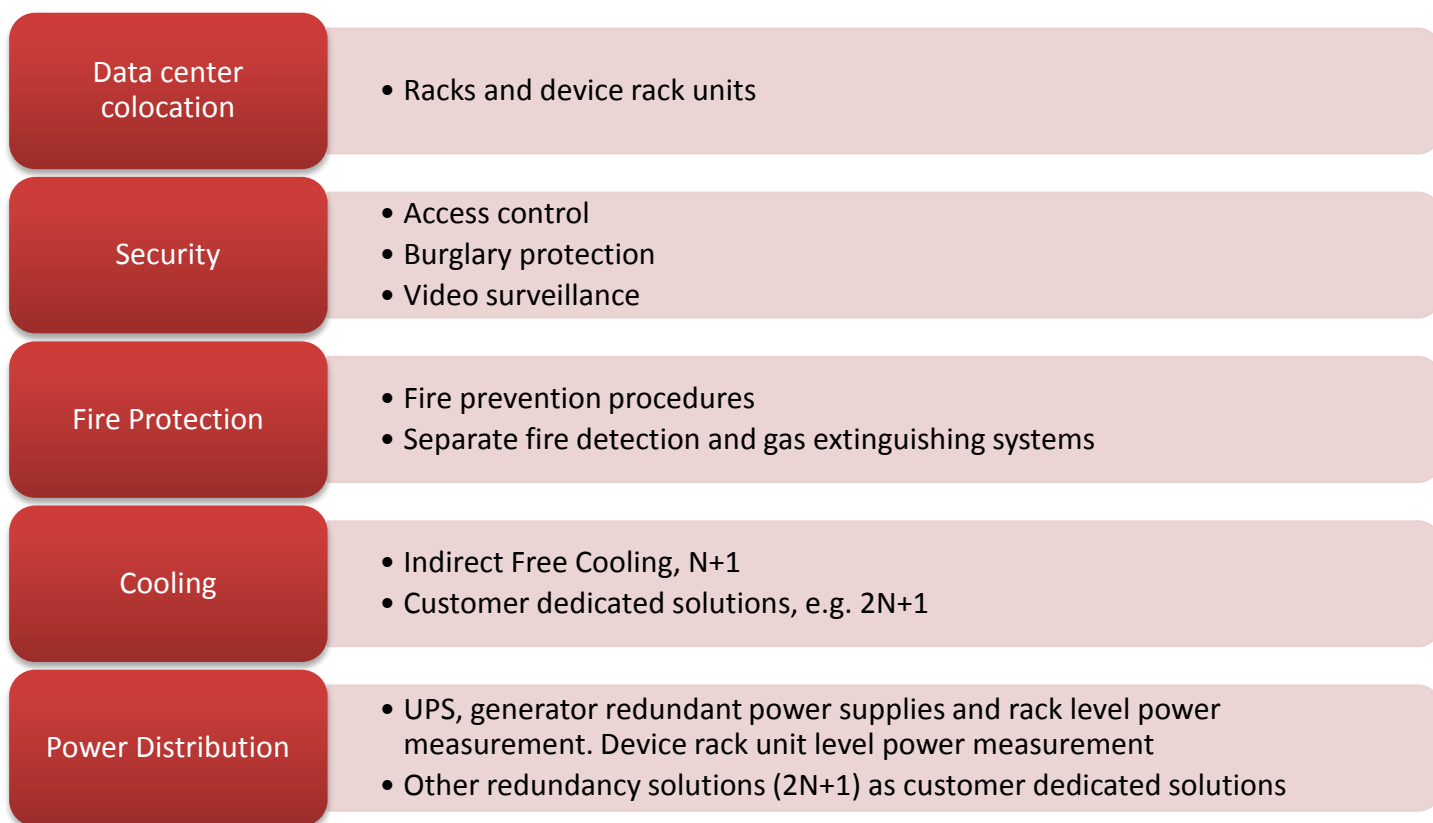 Data center
colocation
• Racks and device rack units
Security
• Access control
• Burglary protection
• Video surveillance
Fire Protection
• Fire prevention procedures
• Separate fire detection and gas extinguishing systems
Cooling
• Indirect Free Cooling, N+1
• Customer dedicated solutions, e.g. 2N+1
Power Distribution
• UPS, generator redundant power supplies and rack level power
measurement. Device rack unit level power measurement
• Other redundancy solutions (2N+1) as customer dedicated solutions